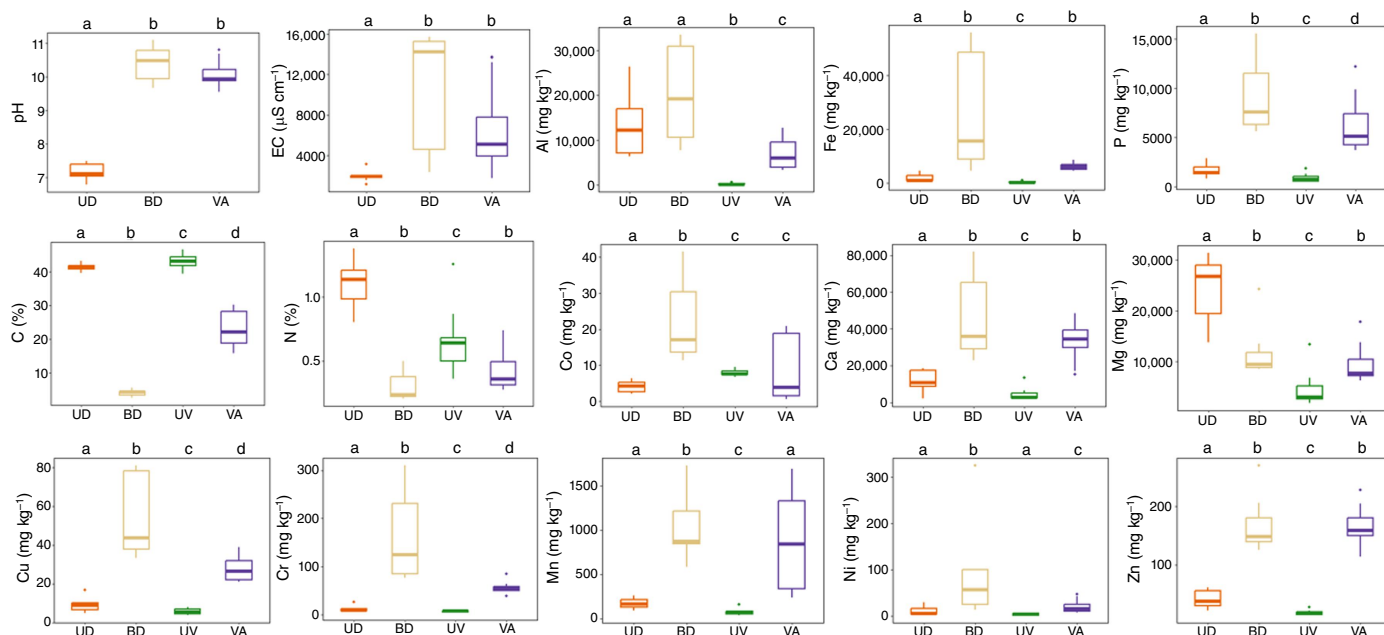 a b b
pH
11
10
9
8
7
UD BD VA
a b b
EC (µS cm⁻¹)
16,000
12,000
8000
4000
UD BD VA
a a b c
Al (mg kg⁻¹)
30,000
20,000
10,000
0
UD BD UV VA
a b c b
Fe (mg kg⁻¹)
40,000
20,000
0
UD BD UV VA
a b c d
P (mg kg⁻¹)
15,000
10,000
5000
0
UD BD UV VA
a b c d
C (%)
40
30
20
10
UD BD UV VA
a b c b
N (%)
1.0
0.5
UD BD UV VA
a b c c
Co (mg kg⁻¹)
40
30
20
10
0
UD BD UV VA
a b c b
Ca (mg kg⁻¹)
80,000
60,000
40,000
20,000
0
UD BD UV VA
a b c b
Mg (mg kg⁻¹)
30,000
20,000
10,000
UD BD UV VA
a b c d
Cu (mg kg⁻¹)
80
60
40
20
0
UD BD UV VA
a b c d
Cr (mg kg⁻¹)
300
200
100
0
UD BD UV VA
a b c a
Mn (mg kg⁻¹)
1500
1000
500
0
UD BD UV VA
a b a c
Ni (mg kg⁻¹)
300
200
100
0
UD BD UV VA
a b c b
Zn (mg kg⁻¹)
200
100
UD BD UV VA